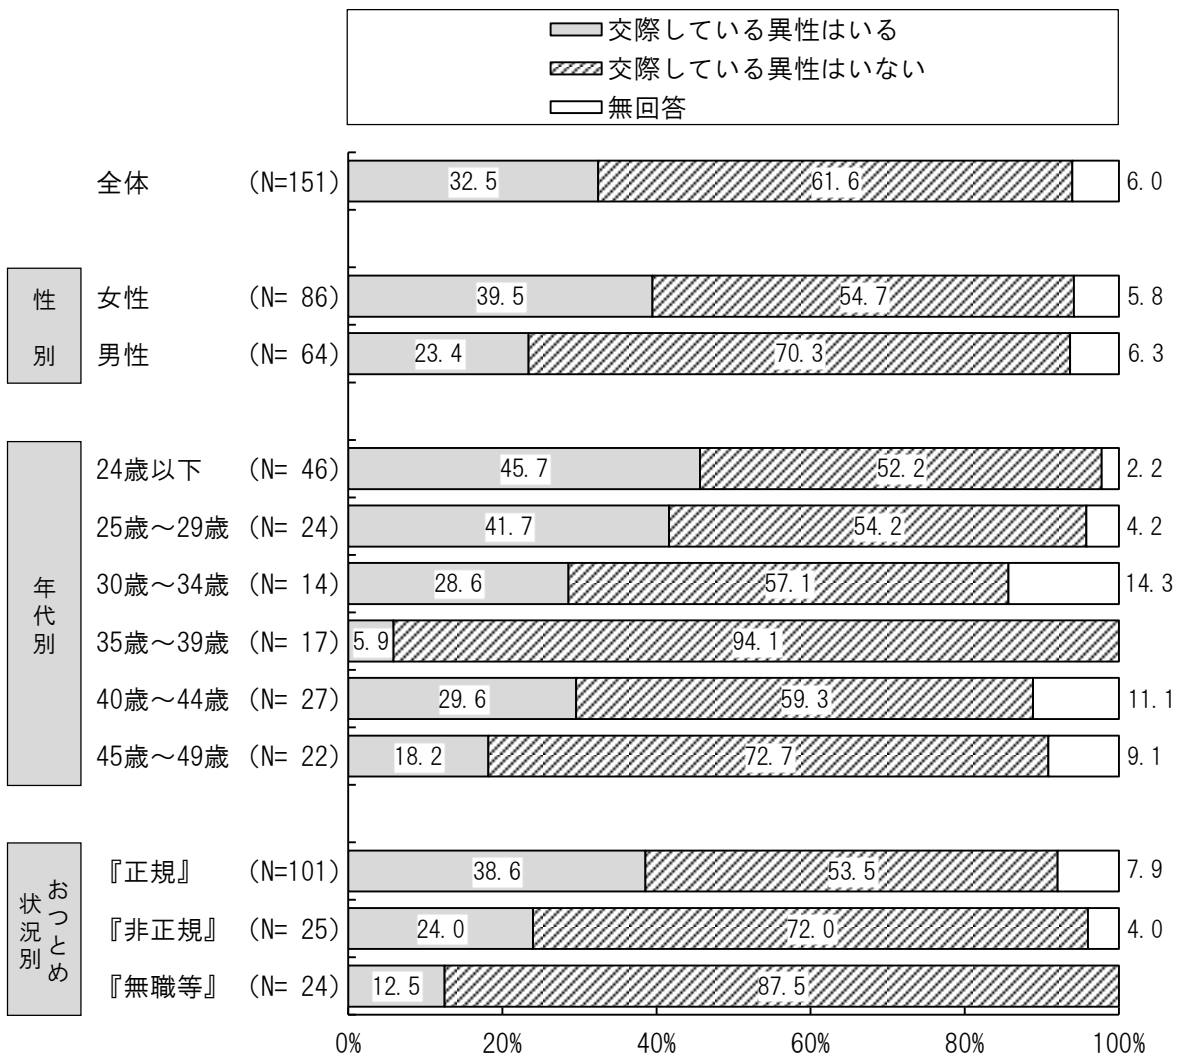 交際している異性はいる
交際している異性はいない
無回答
全体 (N=151) 32.5 61.6 6.0
性別
女性 (N= 86) 39.5 54.7 5.8
男性 (N= 64) 23.4 70.3 6.3
年代別
24歳以下 (N= 46) 45.7 52.2 2.2
25歳～29歳 (N= 24) 41.7 54.2 4.2
30歳～34歳 (N= 14) 28.6 57.1 14.3
35歳～39歳 (N= 17) 5.9 94.1
40歳～44歳 (N= 27) 29.6 59.3 11.1
45歳～49歳 (N= 22) 18.2 72.7 9.1
おつとめ
状況別
『正規』 (N=101) 38.6 53.5 7.9
『非正規』 (N= 25) 24.0 72.0 4.0
『無職等』 (N= 24) 12.5 87.5
0% 20% 40% 60% 80% 100%